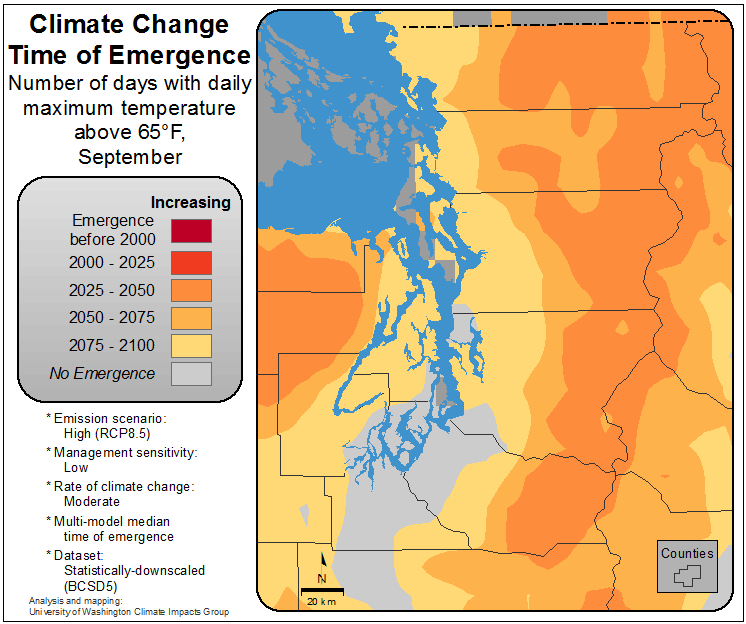 Climate Change
Time of Emergence
Number of days with daily
maximum temperature
above 65°F,
September
Increasing
Emergence
before 2000
2000 - 2025
2025 - 2050
2050 - 2075
2075 - 2100
No Emergence
* Emission scenario:
High (RCP8.5)
* Management sensitivity:
Low
* Rate of climate change:
Moderate
* Multi-model median
time of emergence
* Dataset:
Statistically-downscaled
(BCSD5)
Analysis and mapping:
University of Washington Climate Impacts Group
N
20 km
Counties